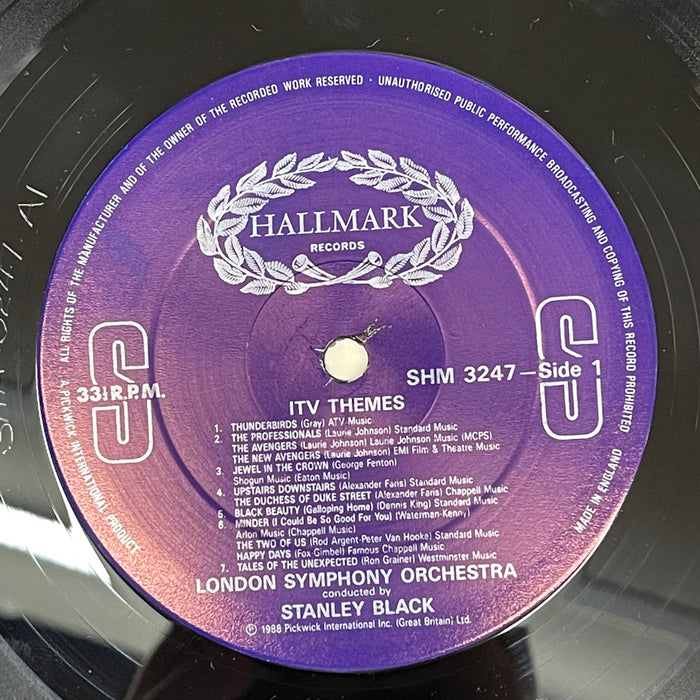 ALL RIGHTS OF THE MANUFACTURER AND OF THE OWNER OF THE RECORDED WORK RESERVED · UNAUTHORISED PUBLIC PERFORMANCE BROADCASTING AND COPYING OF THIS RECORD PROHIBITED
HALLMARK
RECORDS
S
S
33⅓ R.P.M.
SHM 3247–Side 1
ITV THEMES
1. THUNDERBIRDS (Gray) ATV Music
2. THE PROFESSIONALS (Laurie Johnson) Standard Music
THE AVENGERS (Laurie Johnson) Laurie Johnson Music (MCPS)
THE NEW AVENGERS (Laurie Johnson) EMI Film & Theatre Music
3. JEWEL IN THE CROWN (George Fenton)
Shogun Music (Eaton Music)
4. UPSTAIRS DOWNSTAIRS (Alexander Faris) Standard Music
THE DUCHESS OF DUKE STREET (Alexander Faris) Chappell Music
5. BLACK BEAUTY (Galloping Home) (Dennis King) Standard Music
6. MINDER (I Could Be So Good For You) (Waterman-Kenny)
Arlon Music (Chappell Music)
THE TWO OF US (Rod Argent-Peter Van Hooke) Standard Music
HAPPY DAYS (Fox-Gimbel) Famous Chappell Music
7. TALES OF THE UNEXPECTED (Ron Grainer) Westminster Music
LONDON SYMPHONY ORCHESTRA
conducted by
STANLEY BLACK
℗ 1988 Pickwick International Inc. (Great Britain) Ltd.
A PICKWICK INTERNATIONAL PRODUCT
MADE IN ENGLAND